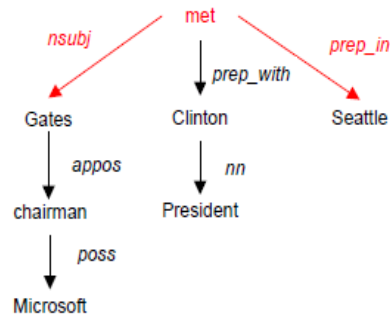 met
nsubj
prep_in
prep_with
Gates
Clinton
Seattle
appos
nn
chairman
President
poss
Microsoft